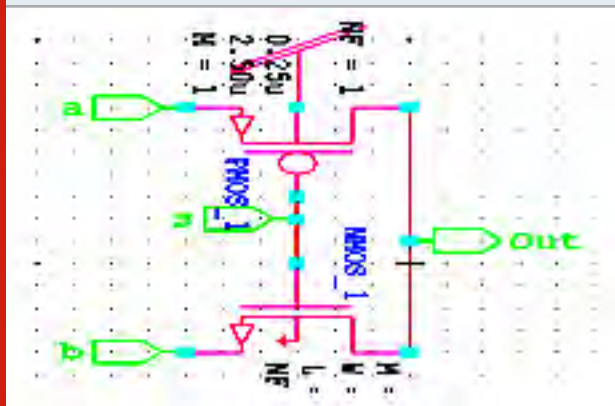 NF = 1
0.25u
2.50u
M = 1
a
PMOS_1
n
NMOS_1
Out
b
M =
W =
L =
NF